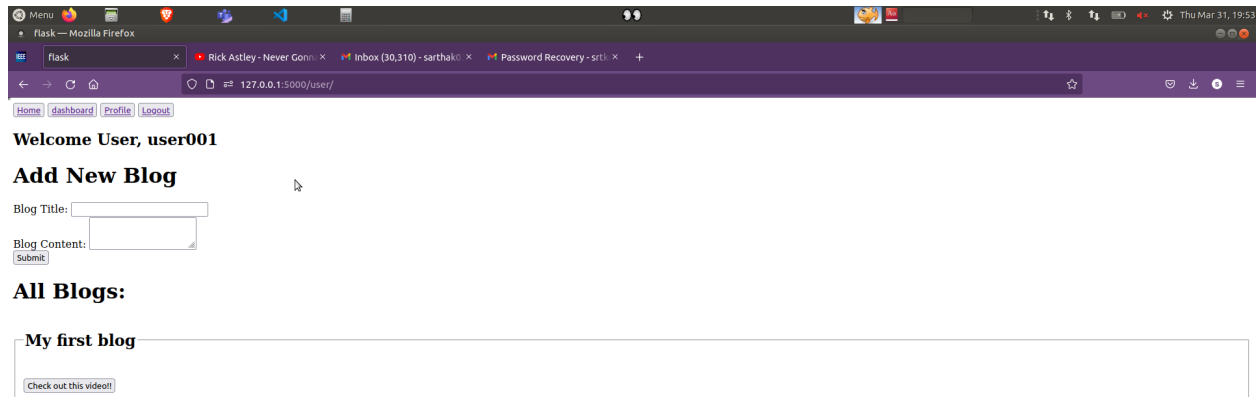 Menu
Thu Mar 31, 19:53
flask — Mozilla Firefox
flask
Rick Astley - Never Gonn
Inbox (30,310) - sarthak0
Password Recovery - srtk
127.0.0.1:5000/user/
Home dashboard Profile Logout
Welcome User, user001
Add New Blog
Blog Title:
Blog Content:
Submit
All Blogs:
My first blog
Check out this video!!